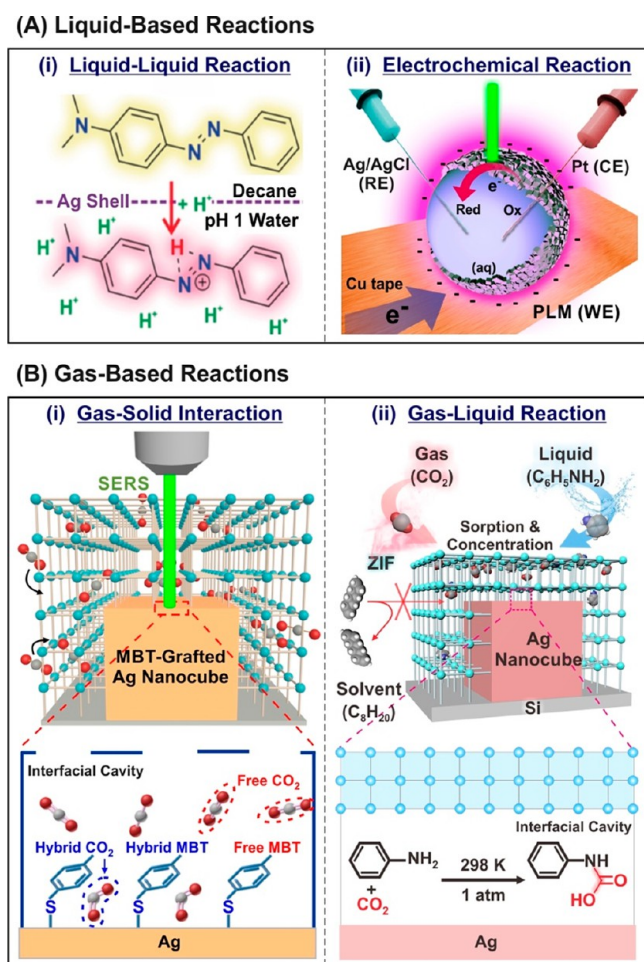 (A) Liquid-Based Reactions
(i) Liquid-Liquid Reaction
N
N
N
Decane
Ag Shell
+ H+
pH 1 Water
H+
H+
H+
H+
H
N
N
N
+
H+
H+
H+
H+
(ii) Electrochemical Reaction
Ag/AgCl
(RE)
Pt (CE)
e-
Red
Ox
(aq)
Cu tape
e-
PLM (WE)
(B) Gas-Based Reactions
(i) Gas-Solid Interaction
SERS
MBT-Grafted
Ag Nanocube
Interfacial Cavity
Free CO2
Hybrid CO2
Hybrid MBT
Free MBT
S
S
S
Ag
(ii) Gas-Liquid Reaction
Gas
(CO2)
Liquid
(C6H5NH2)
Sorption &
Concentration
ZIF
Ag
Nanocube
Solvent
(C8H20)
Si
Interfacial Cavity
NH2
+
CO2
298 K
1 atm
NH
O
HO
Ag